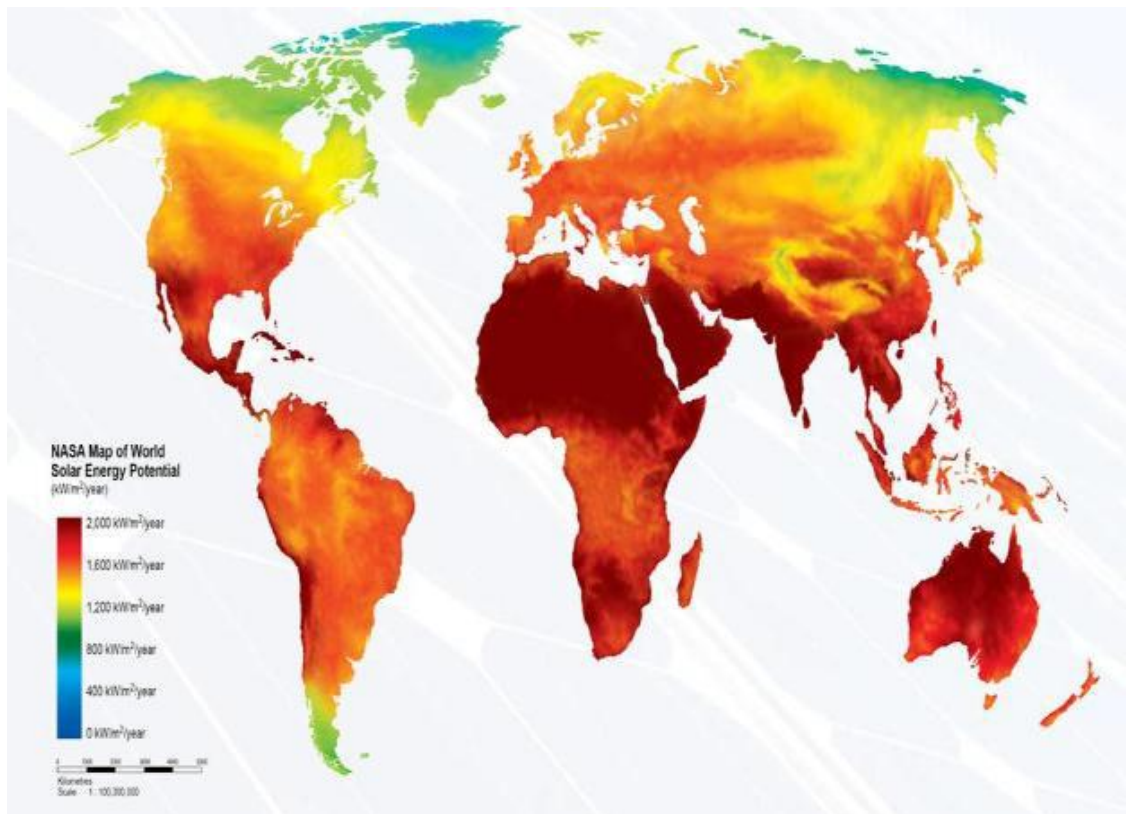 NASA Map of World
Solar Energy Potential
(kW/m²/year)
2,000 kW/m²/year
1,600 kW/m²/year
1,200 kW/m²/year
800 kW/m²/year
400 kW/m²/year
0 kW/m²/year
Kilometres
Scale 1 : 100,300,000